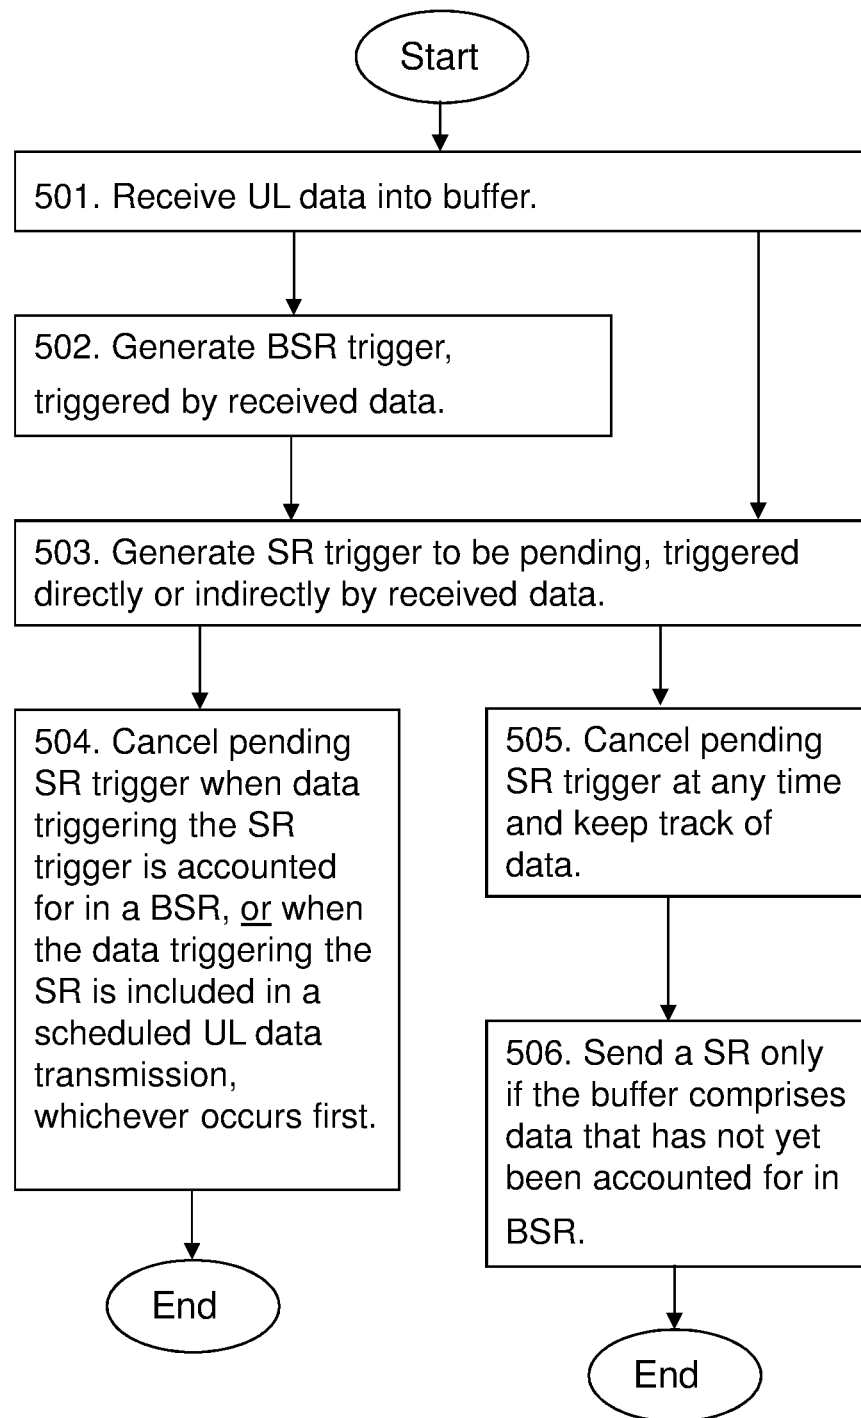 Start
501. Receive UL data into buffer.
502. Generate BSR trigger,
triggered by received data.
503. Generate SR trigger to be pending, triggered
directly or indirectly by received data.
504. Cancel pending
SR trigger when data
triggering the SR
trigger is accounted
for in a BSR, or when
the data triggering the
SR is included in a
scheduled UL data
transmission,
whichever occurs first.
End
505. Cancel pending
SR trigger at any time
and keep track of
data.
506. Send a SR only
if the buffer comprises
data that has not yet
been accounted for in
BSR.
End